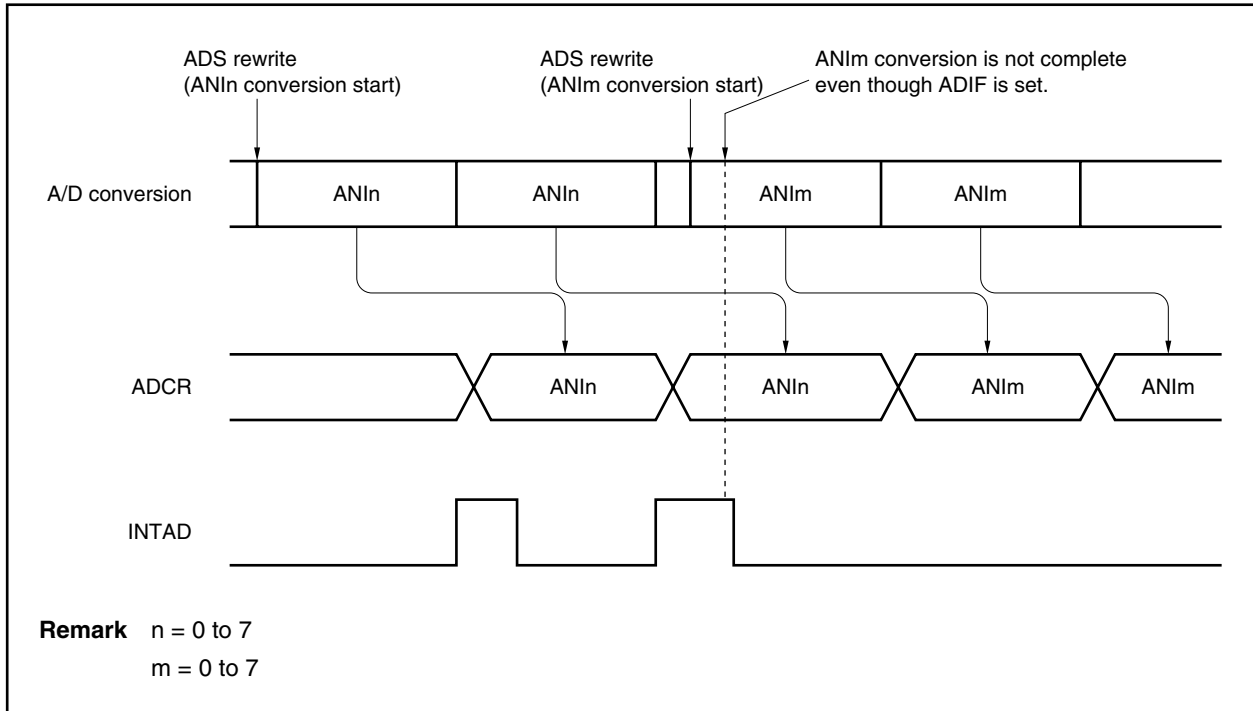 ADS rewrite
(ANIn conversion start)
ADS rewrite
(ANIm conversion start)
ANIm conversion is not complete
even though ADIF is set.
A/D conversion
ANIn
ANIn
ANIm
ANIm
ADCR
ANIn
ANIn
ANIm
ANIm
INTAD
Remark n = 0 to 7
m = 0 to 7